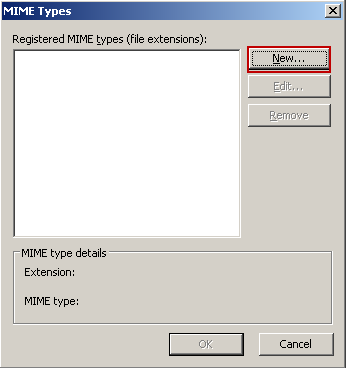 MIME Types
Registered MIME types (file extensions):
New...
Edit...
Remove
MIME type details
Extension:
MIME type:
OK
Cancel